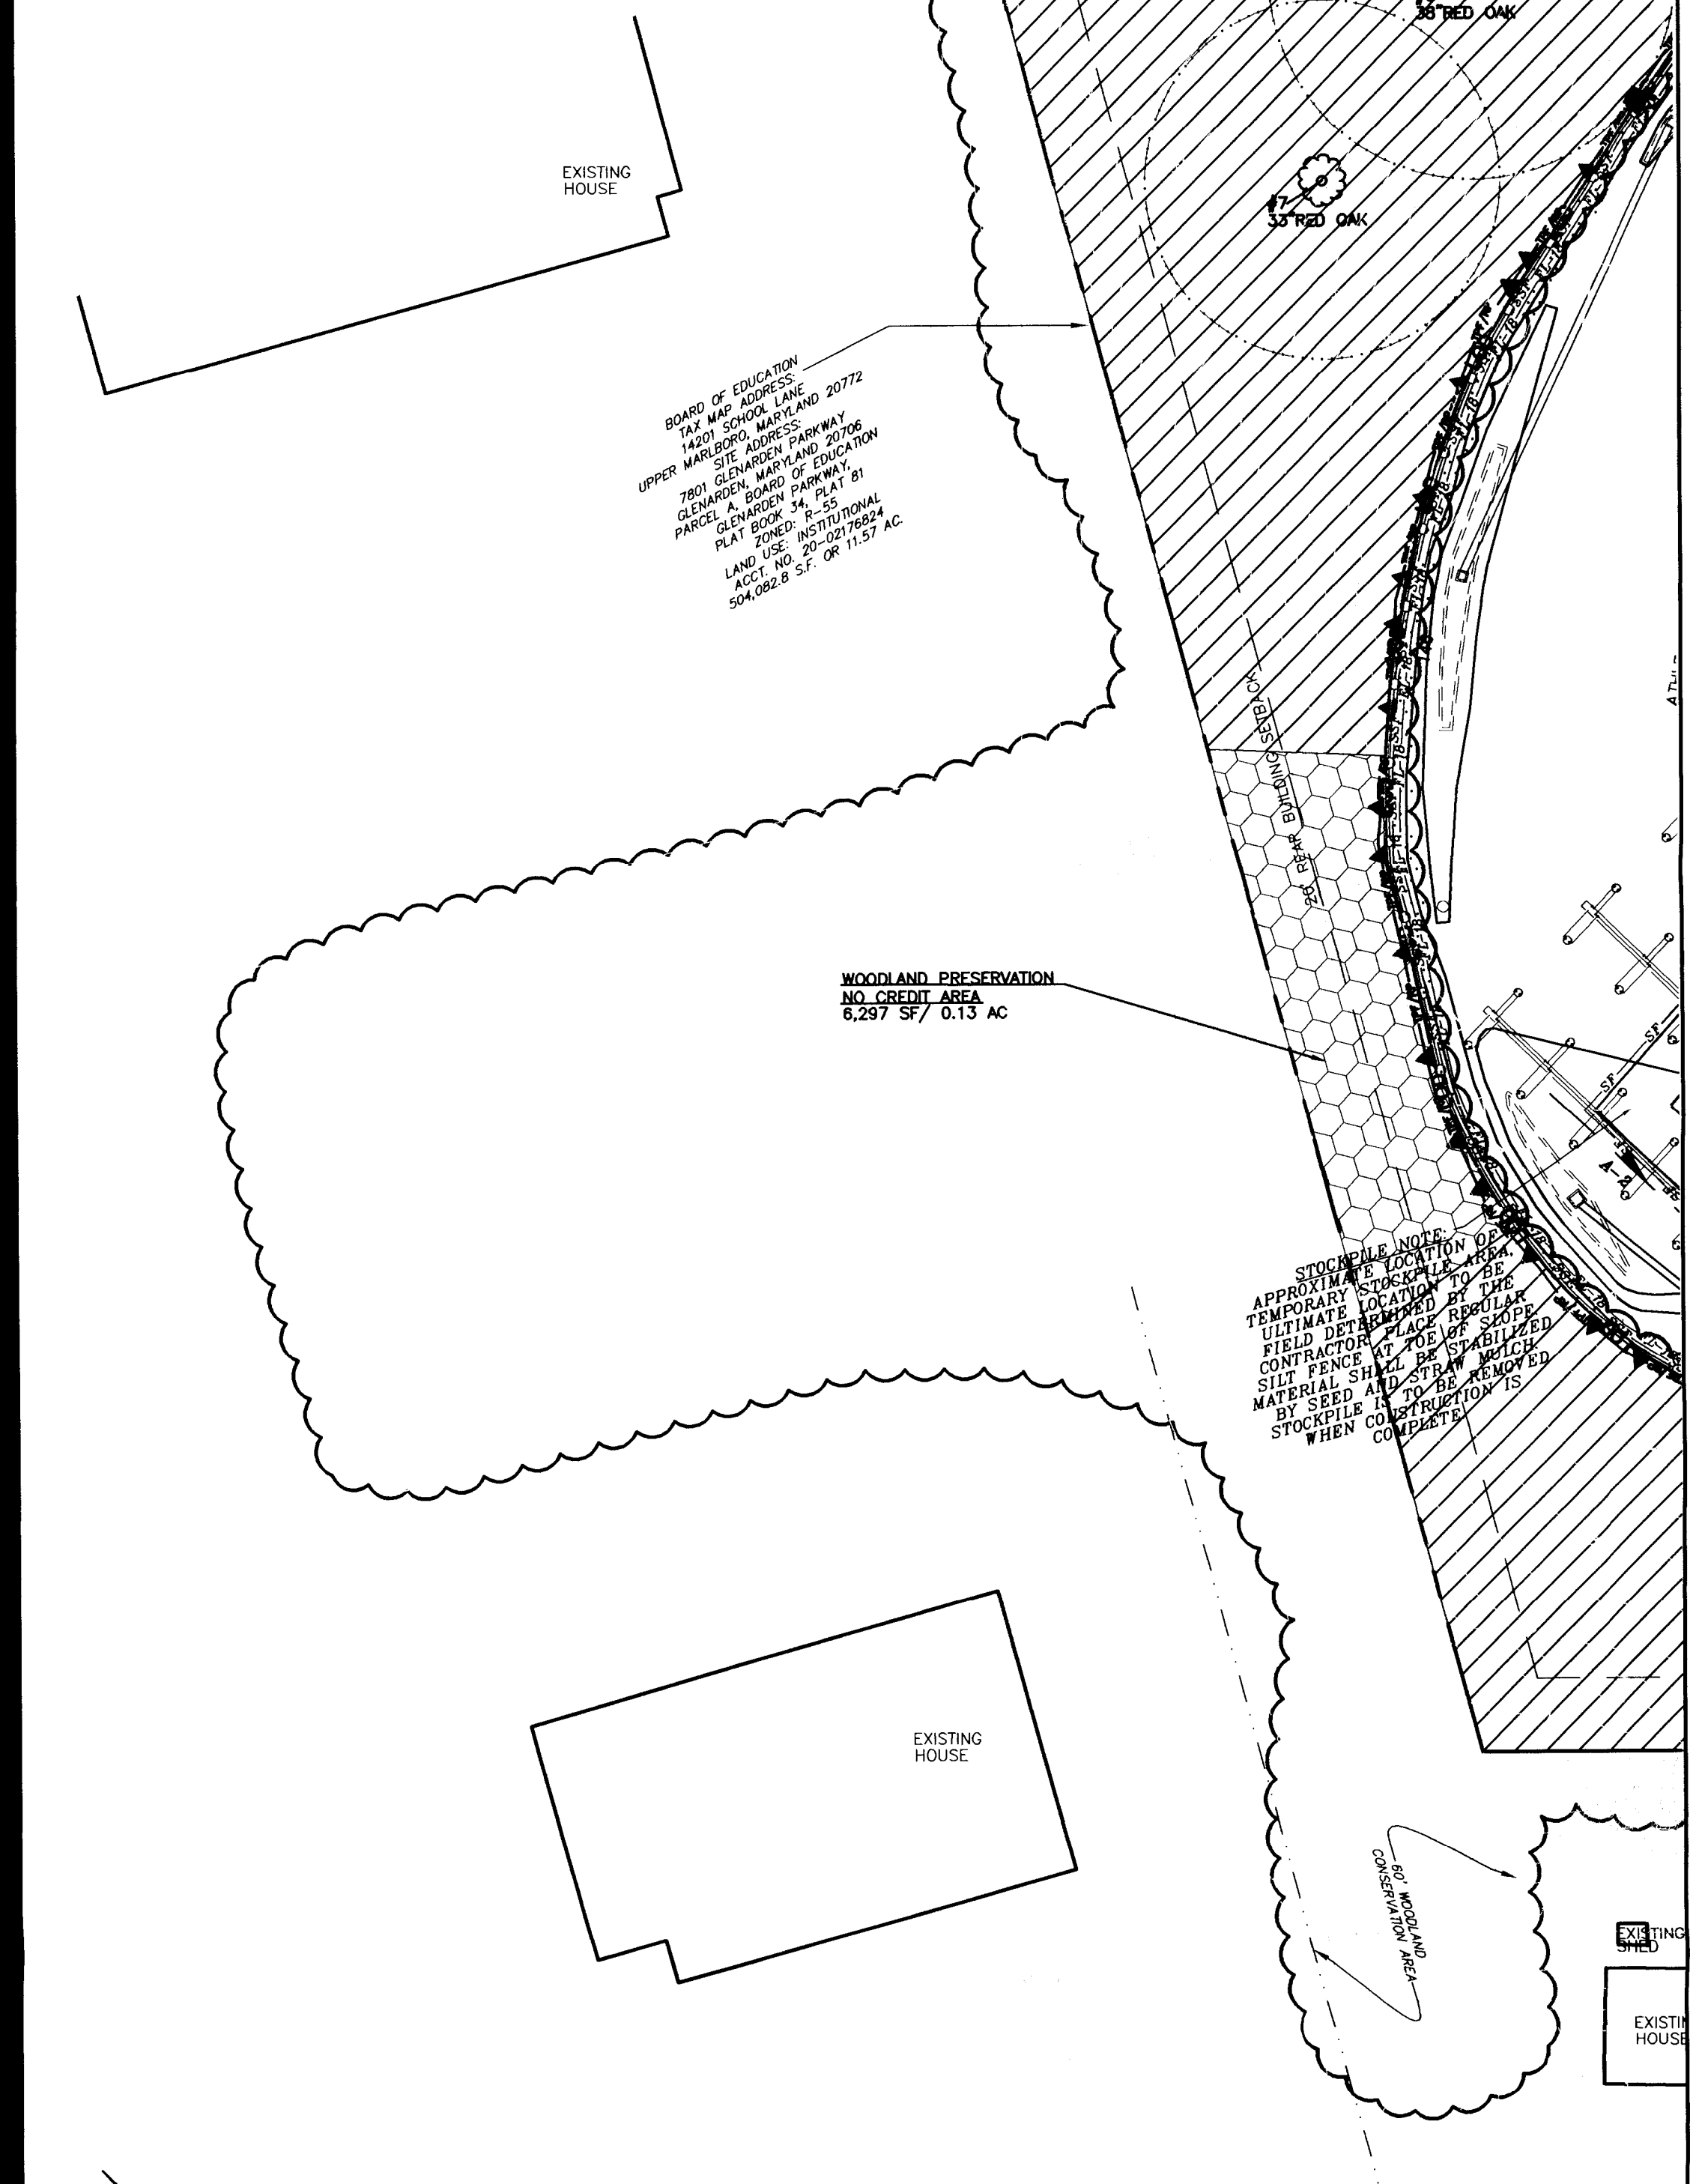 38" RED OAK
EXISTING
HOUSE
#7
33" RED OAK
BOARD OF EDUCATION
TAX MAP ADDRESS:
14201 SCHOOL LANE
UPPER MARLBORO, MARYLAND 20772
SITE ADDRESS:
7801 GLENARDEN PARKWAY
GLENARDEN, MARYLAND 20706
PARCEL A, BOARD OF EDUCATION
GLENARDEN PARKWAY,
PLAT BOOK 34, PLAT 81
ZONED: R-55
LAND USE: INSTITUTIONAL
ACCT. NO. 20-02176824
504,082.8 S.F. OR 11.57 AC.
20' REAR BUILDING SETBACK
WOODLAND PRESERVATION
NO CREDIT AREA
6,297 SF/ 0.13 AC
SF
SF
A-2
STOCKPILE NOTE:
APPROXIMATE LOCATION OF
TEMPORARY STOCKPILE AREA.
ULTIMATE LOCATION TO BE
FIELD DETERMINED BY THE
CONTRACTOR. PLACE REGULAR
SILT FENCE AT TOE OF SLOPE.
MATERIAL SHALL BE STABILIZED
BY SEED AND STRAW MULCH.
STOCKPILE IS TO BE REMOVED
WHEN CONSTRUCTION IS
COMPLETE
EXISTING
HOUSE
60' WOODLAND
CONSERVATION AREA
EXISTING
SHED
EXISTIN
HOUSE